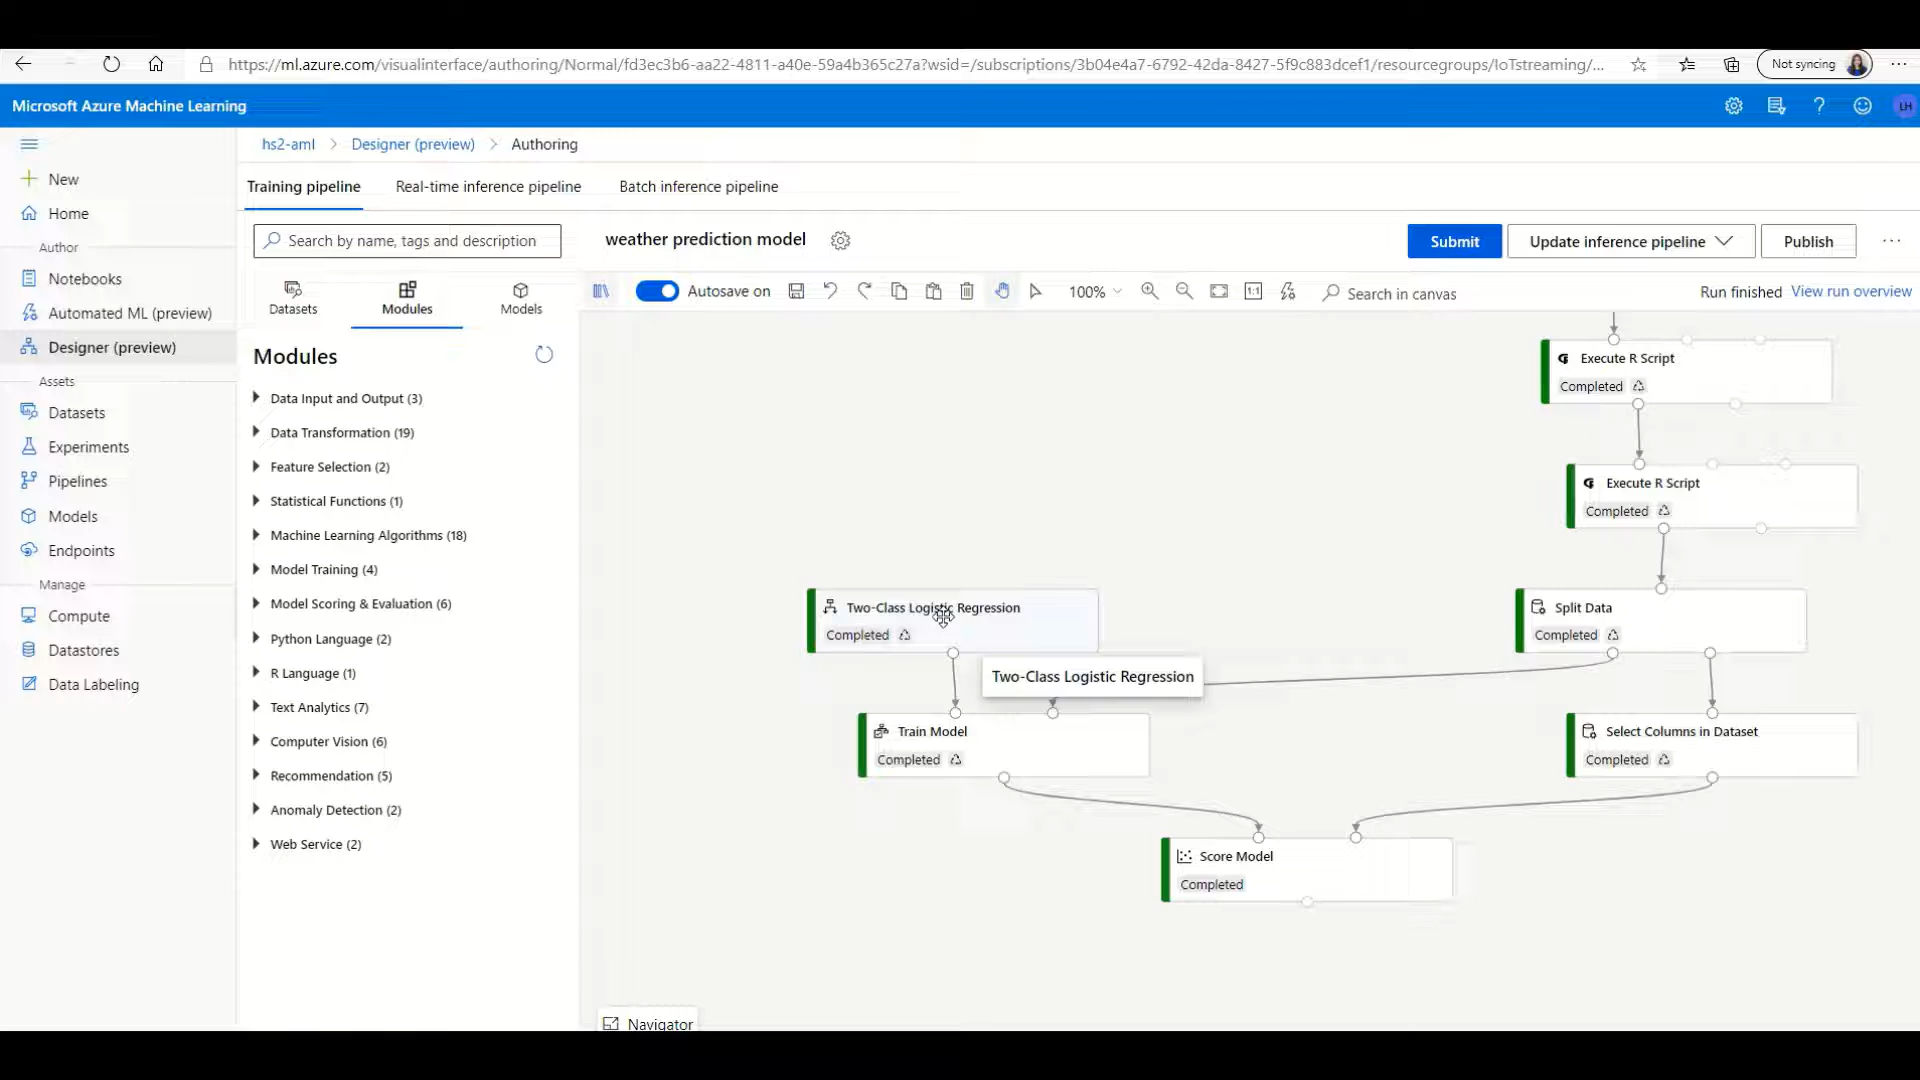 https://ml.azure.com/visualinterface/authoring/Normal/fd3ec3b6-aa22-4811-a40e-59a4b365c27a?wsid=/subscriptions/3b04e4a7-6792-42da-8427-5f9c883dcef1/resourcegroups/IoTstreaming/...
Not syncing
Microsoft Azure Machine Learning
LH
hs2-aml > Designer (preview) > Authoring
New
Home
Author
Notebooks
Automated ML (preview)
Designer (preview)
Assets
Datasets
Experiments
Pipelines
Models
Endpoints
Manage
Compute
Datastores
Data Labeling
Training pipeline
Real-time inference pipeline
Batch inference pipeline
Search by name, tags and description
weather prediction model
Submit
Update inference pipeline
Publish
Datasets
Modules
Models
Autosave on
100%
1:1
Search in canvas
Run finished
View run overview
Modules
Data Input and Output (3)
Data Transformation (19)
Feature Selection (2)
Statistical Functions (1)
Machine Learning Algorithms (18)
Model Training (4)
Model Scoring & Evaluation (6)
Python Language (2)
R Language (1)
Text Analytics (7)
Computer Vision (6)
Recommendation (5)
Anomaly Detection (2)
Web Service (2)
Execute R Script
Completed
Execute R Script
Completed
Two-Class Logistic Regression
Completed
Split Data
Completed
Two-Class Logistic Regression
Train Model
Completed
Select Columns in Dataset
Completed
Score Model
Completed
Navigator